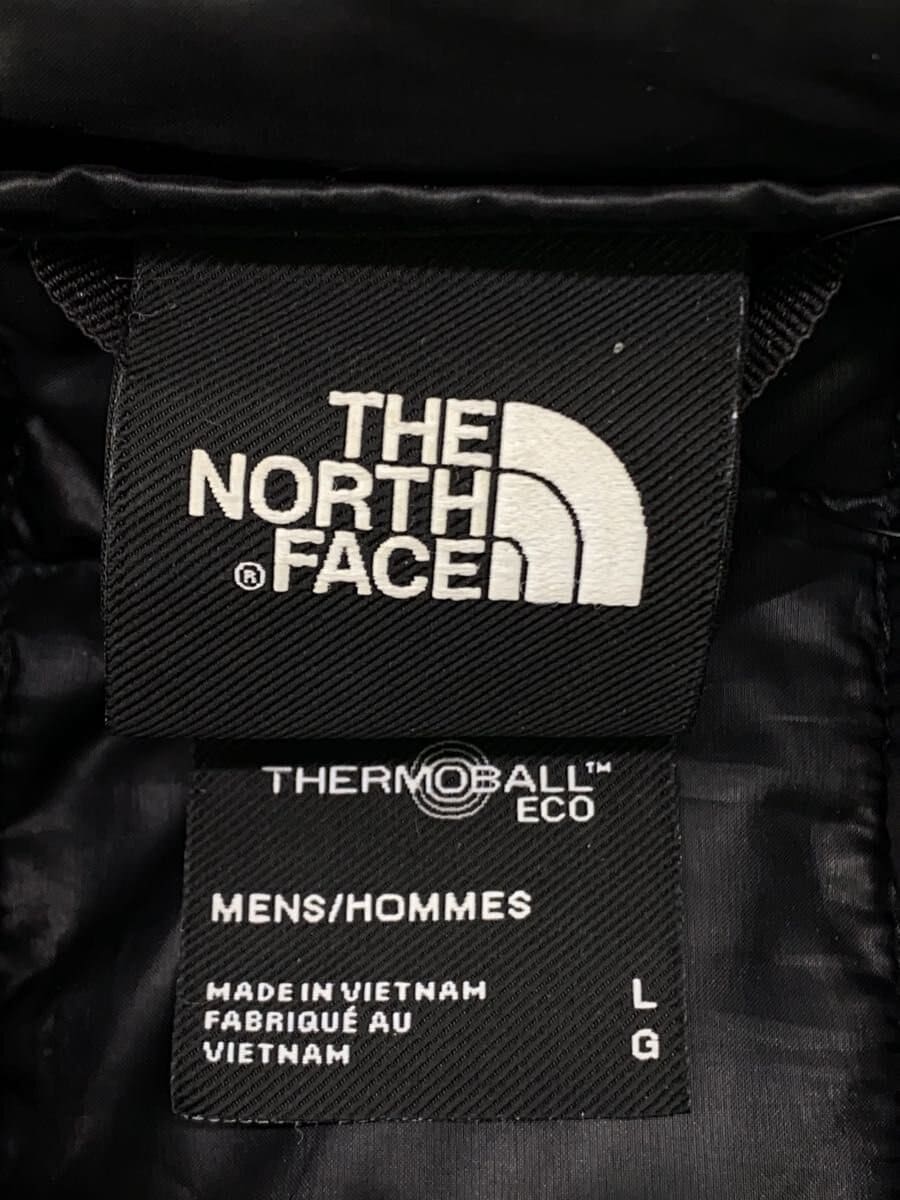 THE
NORTH
®FACE
THERMOBALL™
ECO
MENS/HOMMES
MADE IN VIETNAM
FABRIQUÉ AU
VIETNAM
L
G